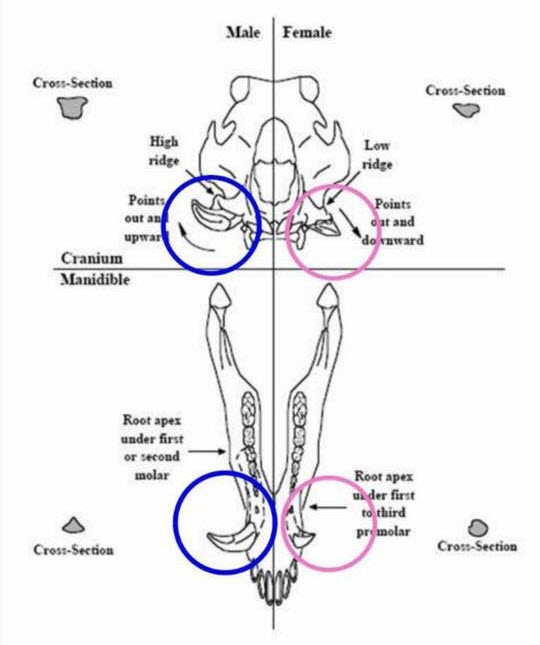 Male Female
Cross-Section
Cross-Section
High
ridge
Low
ridge
Points
out and
upward
Points
out and
downward
Cranium
Manidible
Root apex
under first
or second
molar
Root apex
under first
to third
premolar
Cross-Section
Cross-Section